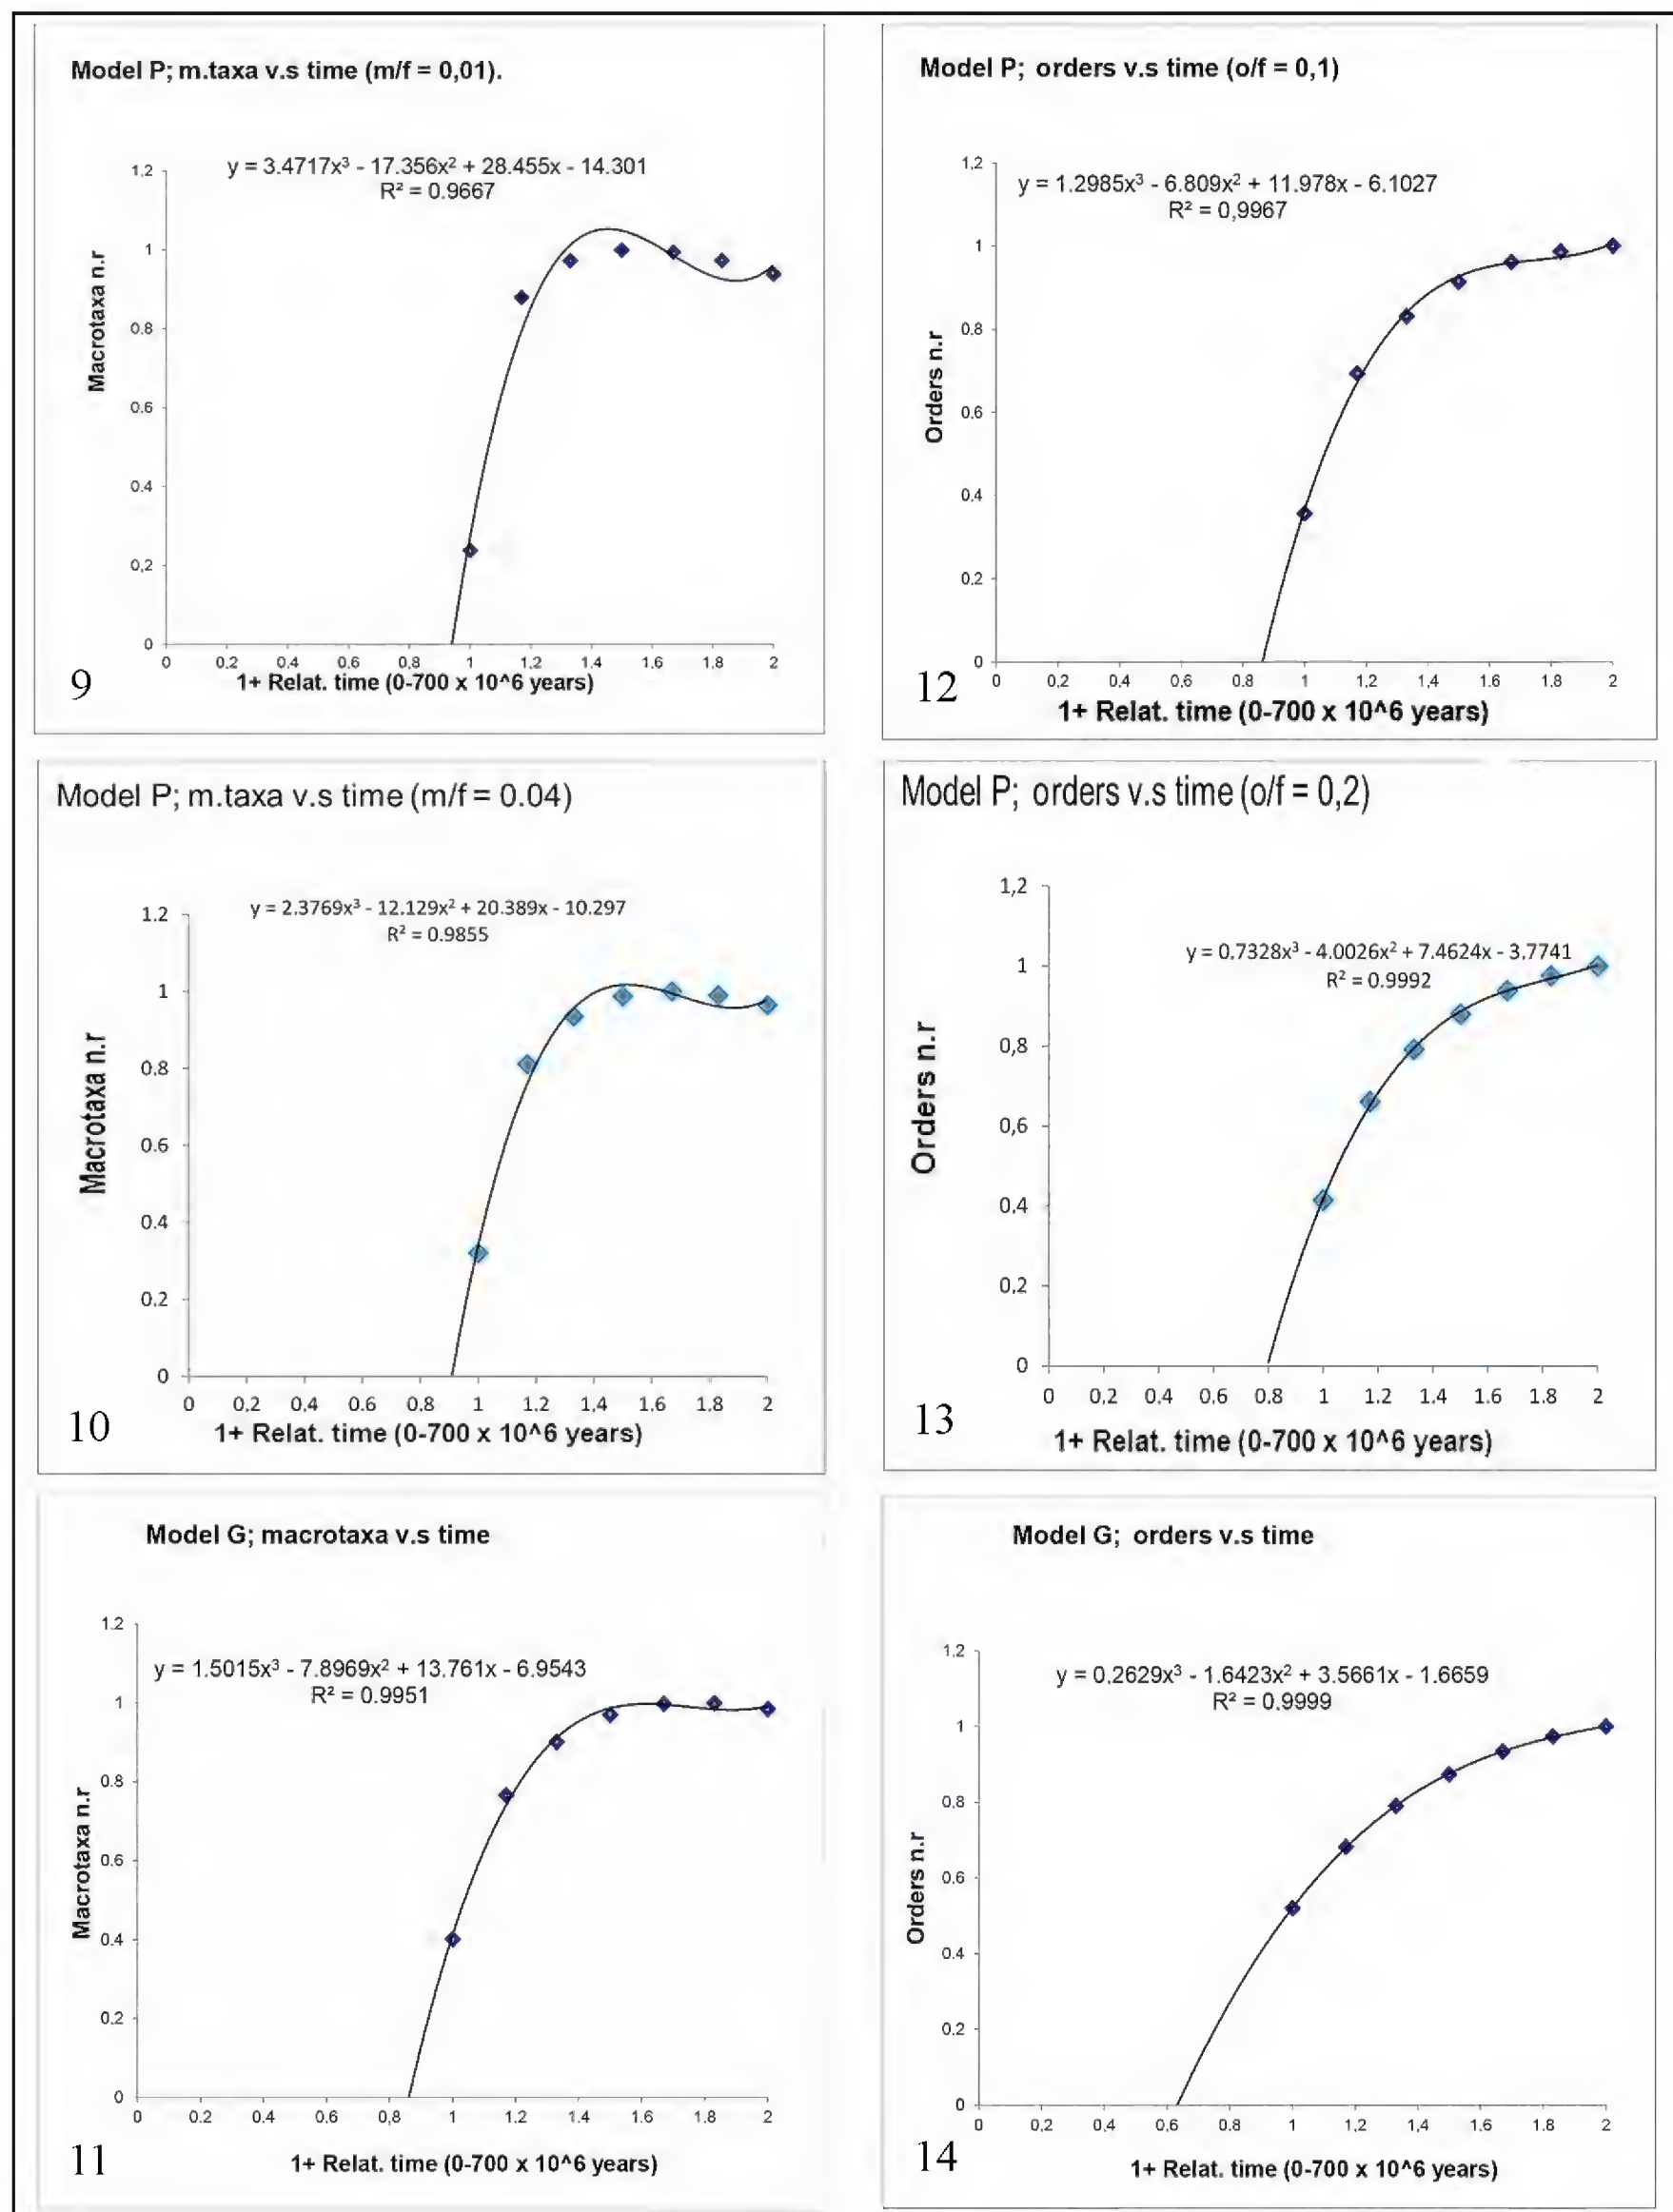 Model P; m.taxa v.s time (m/f = 0,01).
y = 3.4717x³ - 17.356x² + 28.455x - 14.301
R² = 0.9667
Macrotaxa n.r
1,2
1
0.8
0.6
0.4
0,2
0
0 0,2 0,4 0,6 0,8 1 1,2 1.4 1.6 1.8 2
1+ Relat. time (0-700 x 10^6 years)
9
Model P; orders v.s time (o/f = 0,1)
y = 1.2985x³ - 6.809x² + 11.978x - 6.1027
R² = 0,9967
Orders n.r
1,2
1
0.8
0.6
0.4
0,2
0
0 0,2 0.4 0,6 0.8 1 1,2 1.4 1.6 1.8 2
1+ Relat. time (0-700 x 10^6 years)
12
Model P; m.taxa v.s time (m/f = 0.04)
y = 2.3769x³ - 12.129x² + 20.389x - 10.297
R² = 0.9855
Macrotaxa n.r
1.2
1
0.8
0.6
0.4
0.2
0
0 0.2 0.4 0.6 0.8 1 1.2 1,4 1.6 1.8 2
1+ Relat. time (0-700 x 10^6 years)
10
Model P; orders v.s time (o/f = 0,2)
y = 0.7328x³ - 4.0026x² + 7.4624x - 3.7741
R² = 0.9992
Orders n.r
1,2
1
0,8
0,6
0,4
0,2
0
0 0,2 0,4 0.6 0.8 1 1.2 1,4 1.6 1.8 2
1+ Relat. time (0-700 x 10^6 years)
13
Model G; macrotaxa v.s time
y = 1.5015x³ - 7.8969x² + 13.761x - 6.9543
R² = 0.9951
Macrotaxa n.r
1.2
1
0.8
0.6
0.4
0.2
0
0 0.2 0.4 0.6 0,8 1 1.2 1.4 1.6 1.8 2
1+ Relat. time (0-700 x 10^6 years)
11
Model G; orders v.s time
y = 0.2629x³ - 1.6423x² + 3.5661x - 1.6659
R² = 0.9999
Orders n.r
1.2
1
0,8
0.6
0.4
0.2
0
0 0,2 0,4 0.6 0.8 1 1,2 1,4 1.6 1.8 2
1+ Relat. time (0-700 x 10^6 years)
14